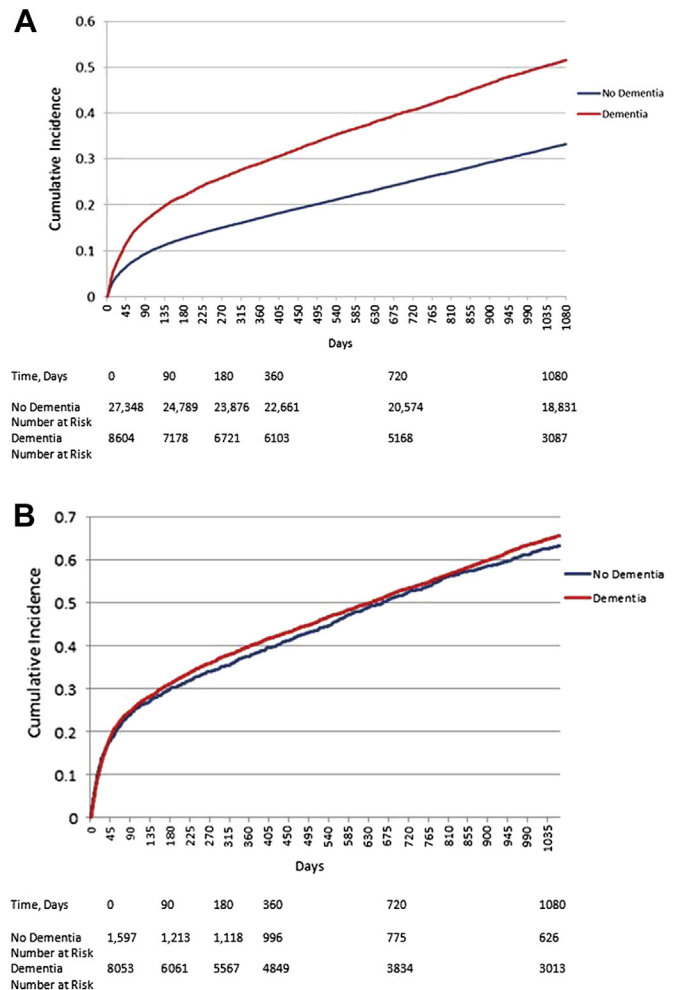 A
0.6
0.5
0.4
0.3
0.2
0.1
0
Cumulative Incidence
No Dementia
Dementia
0 45 90 135 180 225 270 315 360 405 450 495 540 585 630 675 720 765 810 855 900 945 990 1035 1080
Days
Time, Days 0 90 180 360 720 1080
No Dementia 27,348 24,789 23,876 22,661 20,574 18,831
Number at Risk
Dementia 8604 7178 6721 6103 5168 3087
Number at Risk
B
0.7
0.6
0.5
0.4
0.3
0.2
0.1
0
Cumulative Incidence
No Dementia
Dementia
0 45 90 135 180 225 270 315 360 405 450 495 540 585 630 675 720 765 810 855 900 945 990 1035
Days
Time, Days 0 90 180 360 720 1080
No Dementia 1,597 1,213 1,118 996 775 626
Number at Risk
Dementia 8053 6061 5567 4849 3834 3013
Number at Risk